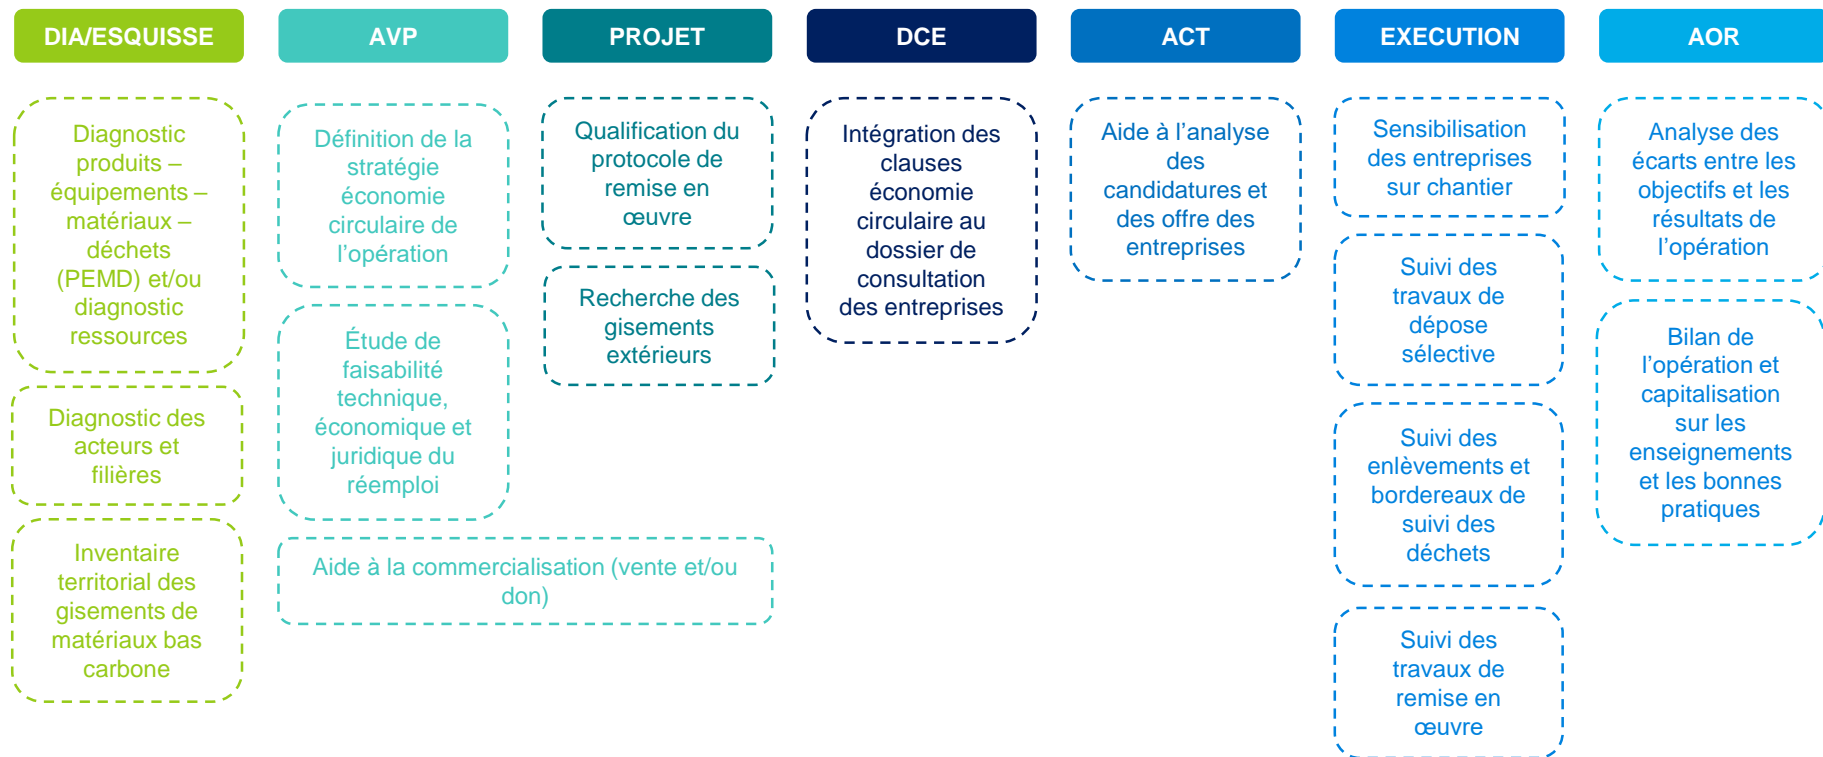 DIA/ESQUISSE
AVP
PROJET
DCE
ACT
EXECUTION
AOR
Diagnostic
produits –
équipements –
matériaux –
déchets
(PEMD) et/ou
diagnostic
ressources
Diagnostic des
acteurs et
filières
Inventaire
territorial des
gisements de
matériaux bas
carbone
Définition de la
stratégie
économie
circulaire de
l’opération
Étude de
faisabilité
technique,
économique et
juridique du
réemploi
Aide à la commercialisation (vente et/ou
don)
Qualification du
protocole de
remise en
œuvre
Recherche des
gisements
extérieurs
Intégration des
clauses
économie
circulaire au
dossier de
consultation
des entreprises
Aide à l’analyse
des
candidatures et
des offre des
entreprises
Sensibilisation
des entreprises
sur chantier
Suivi des
travaux de
dépose
sélective
Suivi des
enlèvements et
bordereaux de
suivi des
déchets
Suivi des
travaux de
remise en
œuvre
Analyse des
écarts entre les
objectifs et les
résultats de
l’opération
Bilan de
l’opération et
capitalisation
sur les
enseignements
et les bonnes
pratiques